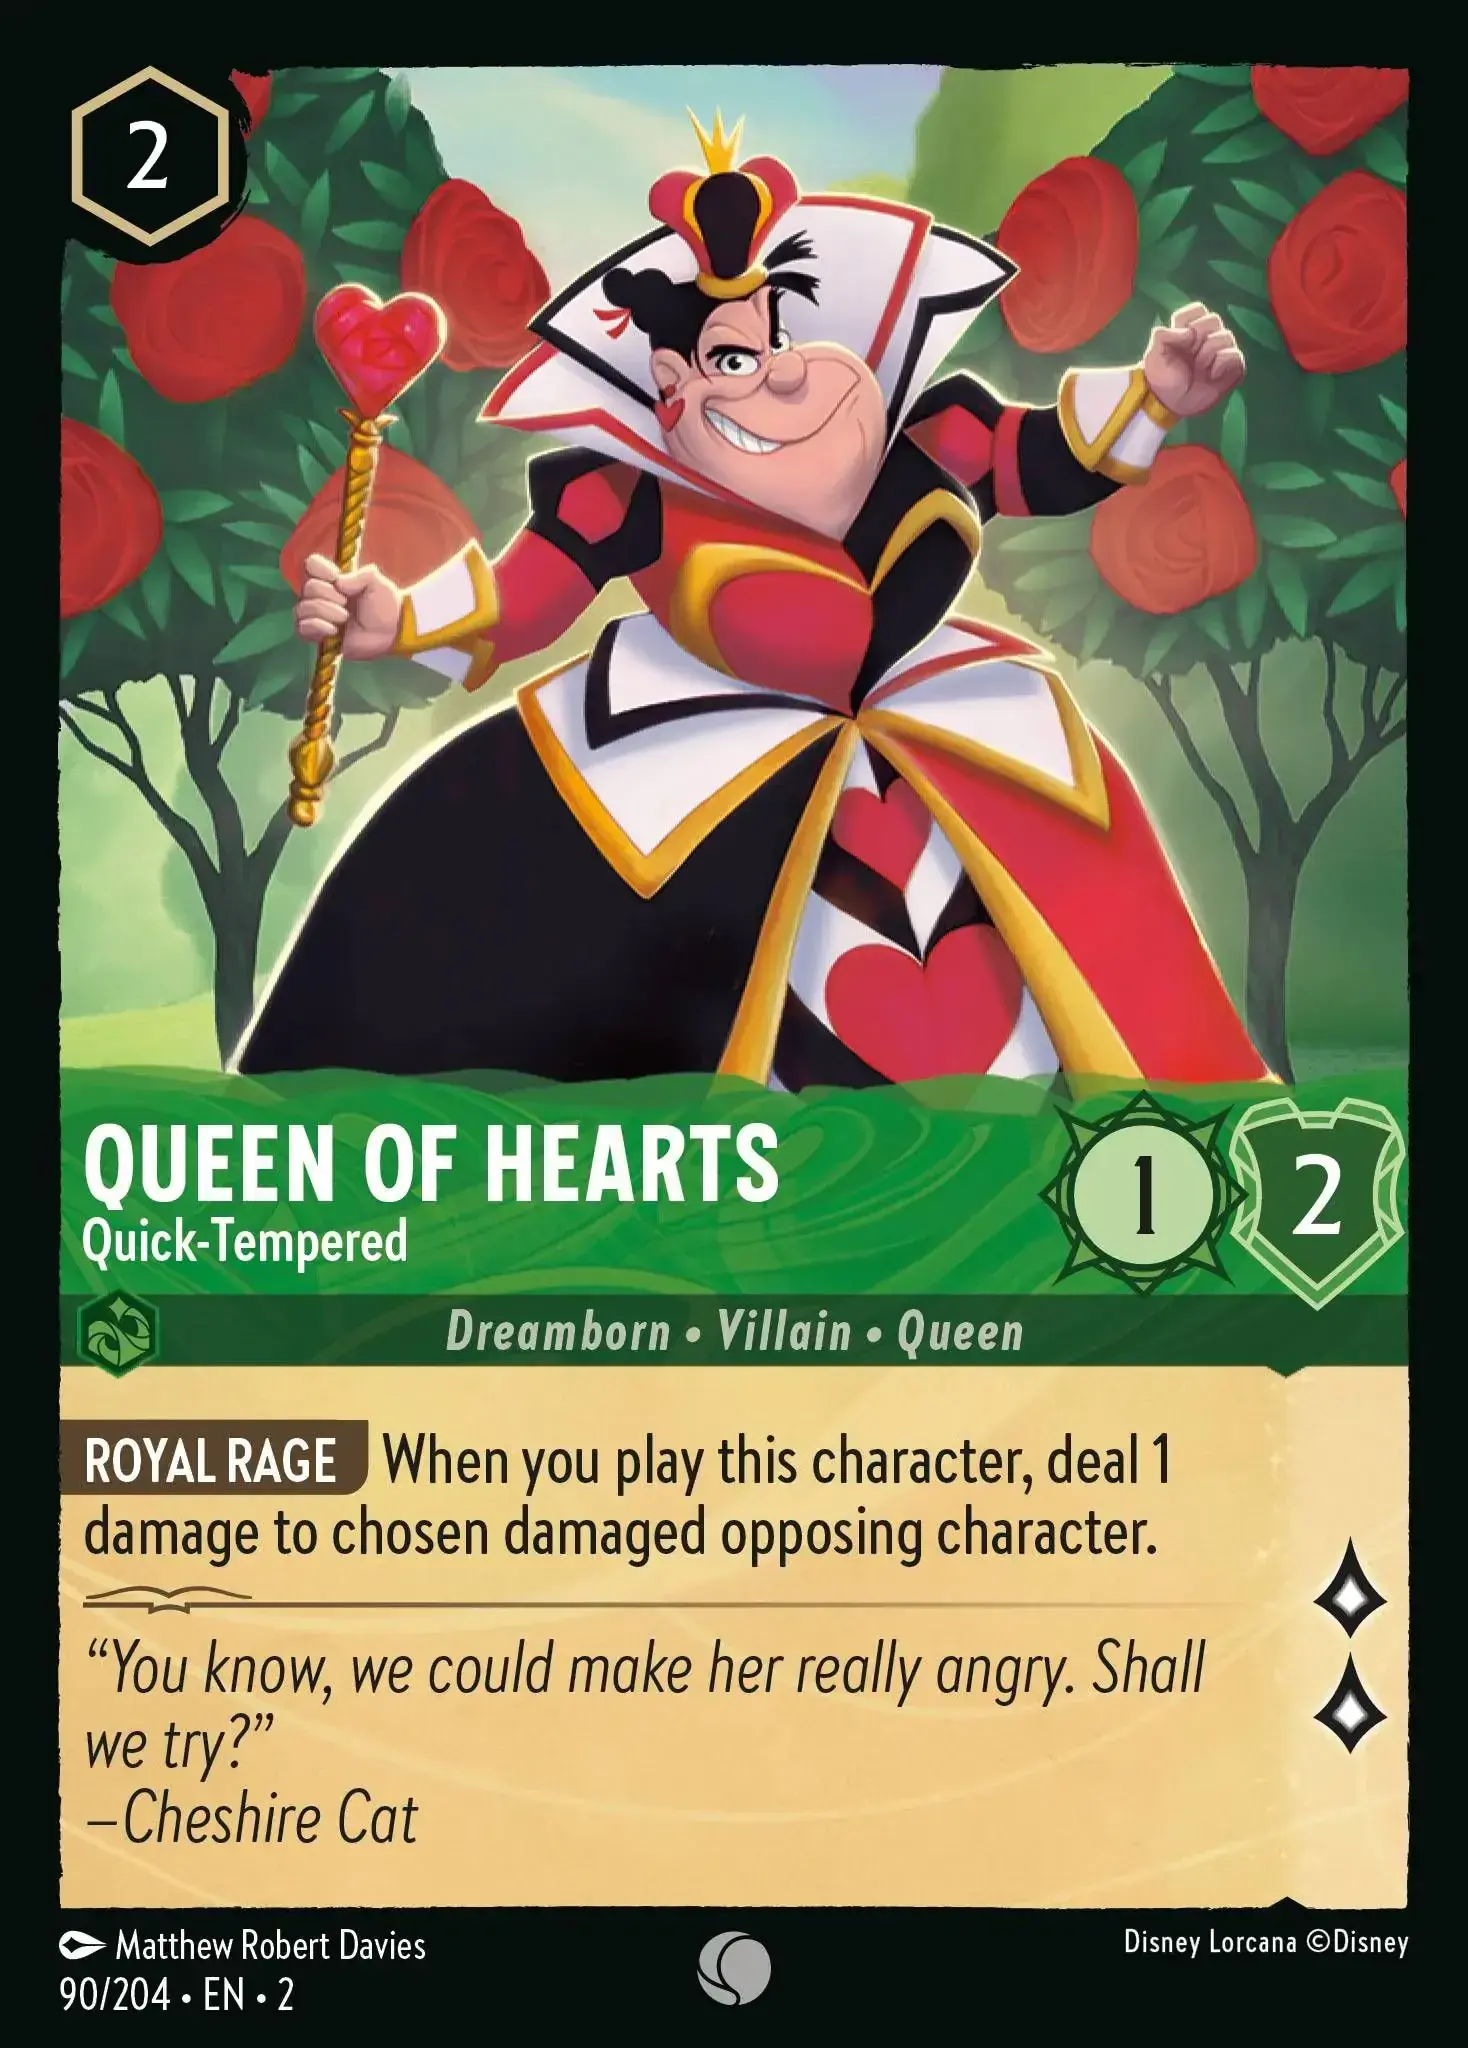 2
QUEEN OF HEARTS
Quick-Tempered
1
2
Dreamborn • Villain • Queen
ROYAL RAGE When you play this character, deal 1
damage to chosen damaged opposing character.
“You know, we could make her really angry. Shall
we try?”
–Cheshire Cat
Matthew Robert Davies
Disney Lorcana ©Disney
90/204 • EN • 2